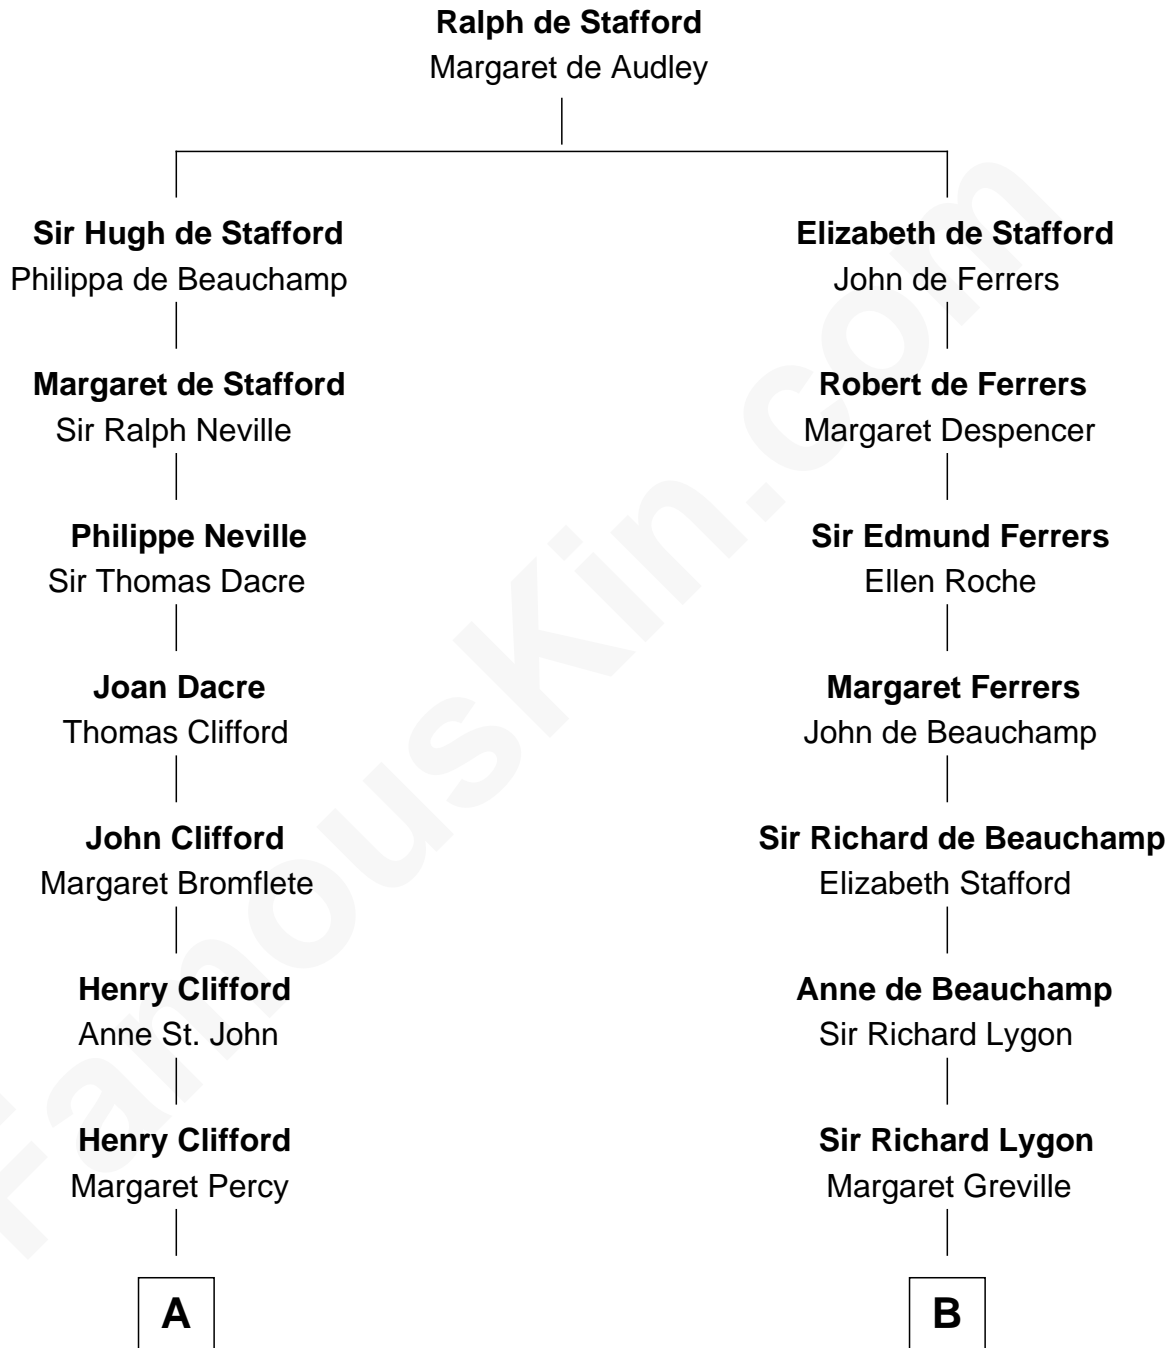 Ralph de Stafford
Margaret de Audley
Sir Hugh de Stafford
Philippa de Beauchamp
Elizabeth de Stafford
John de Ferrers
Margaret de Stafford
Sir Ralph Neville
Robert de Ferrers
Margaret Despencer
Philippe Neville
Sir Thomas Dacre
Sir Edmund Ferrers
Ellen Roche
Joan Dacre
Thomas Clifford
Margaret Ferrers
John de Beauchamp
John Clifford
Margaret Bromflete
Sir Richard de Beauchamp
Elizabeth Stafford
Henry Clifford
Anne St. John
Anne de Beauchamp
Sir Richard Lygon
Henry Clifford
Margaret Percy
Sir Richard Lygon
Margaret Greville
A
B
FamousKin.com